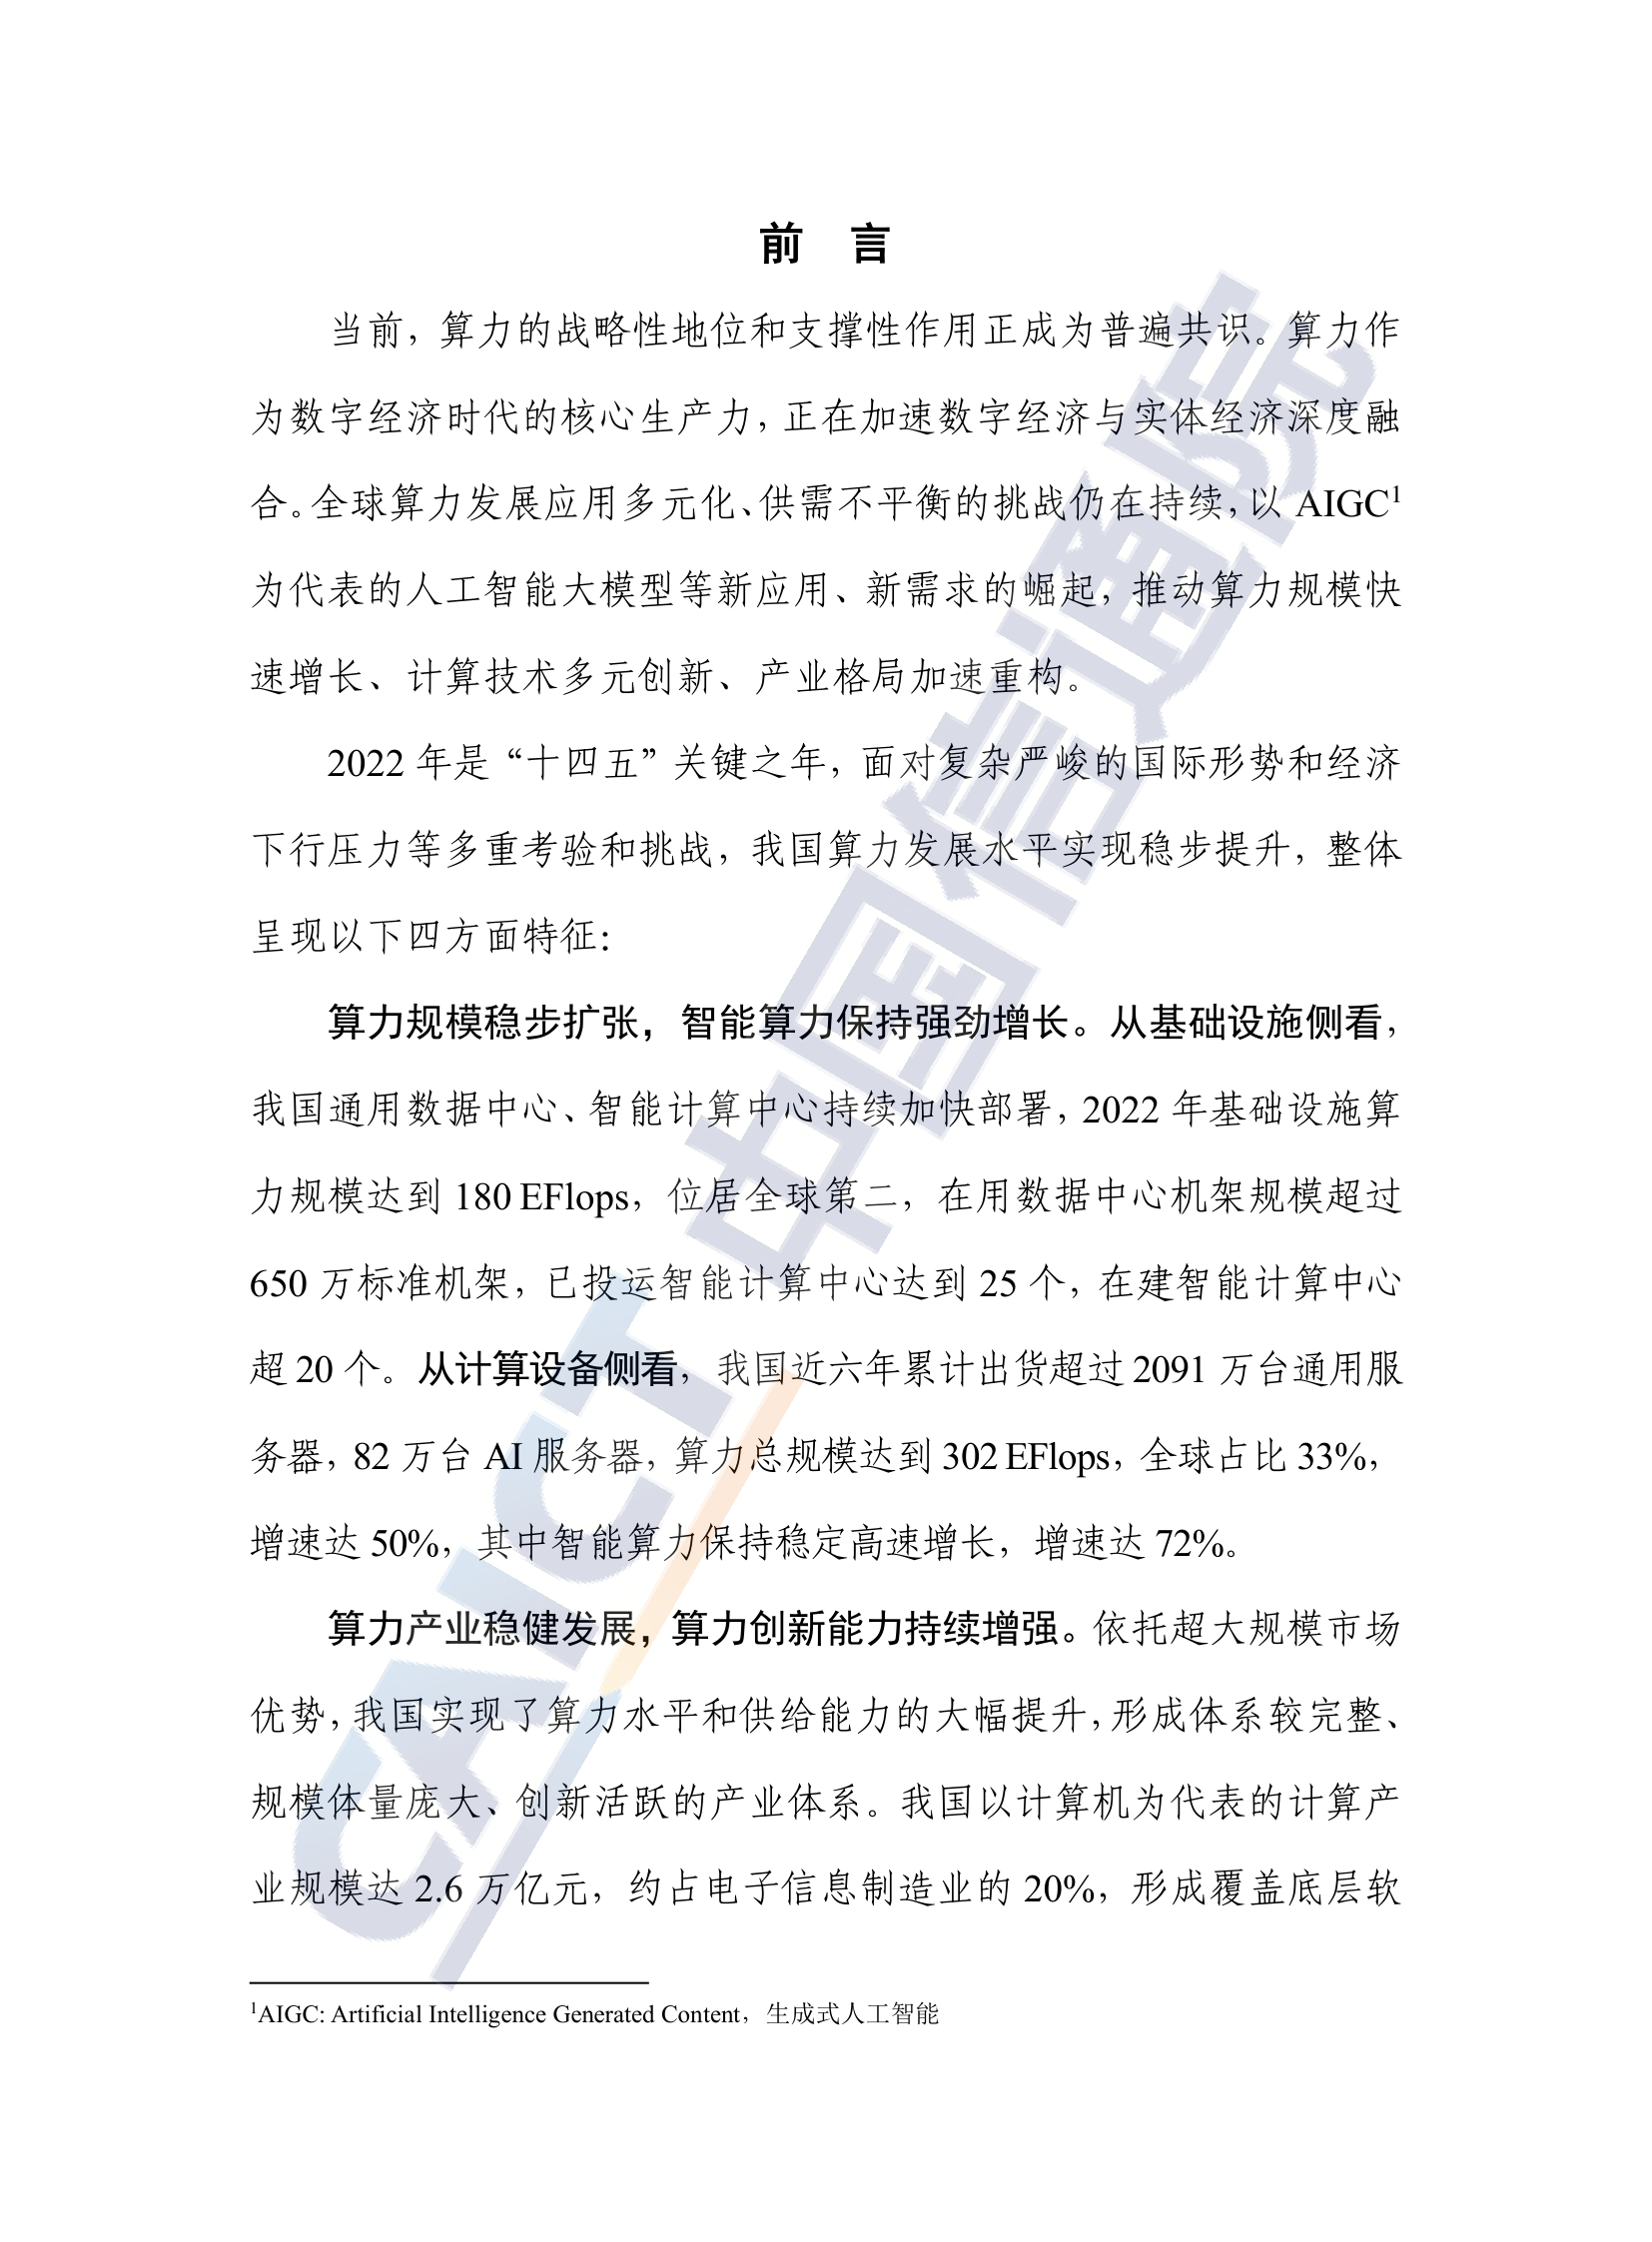 前 言
当前，算力的战略性地位和支撑性作用正成为普遍共识。算力作
为数字经济时代的核心生产力，正在加速数字经济与实体经济深度融
合。全球算力发展应用多元化、供需不平衡的挑战仍在持续，以 AIGC¹
为代表的人工智能大模型等新应用、新需求的崛起，推动算力规模快
速增长、计算技术多元创新、产业格局加速重构。
2022 年是“十四五”关键之年，面对复杂严峻的国际形势和经济
下行压力等多重考验和挑战，我国算力发展水平实现稳步提升，整体
呈现以下四方面特征：
算力规模稳步扩张，智能算力保持强劲增长。从基础设施侧看，
我国通用数据中心、智能计算中心持续加快部署，2022 年基础设施算
力规模达到 180 EFlops，位居全球第二，在用数据中心机架规模超过
650 万标准机架，已投运智能计算中心达到 25 个，在建智能计算中心
超 20 个。从计算设备侧看，我国近六年累计出货超过 2091 万台通用服
务器，82 万台 AI 服务器，算力总规模达到 302 EFlops，全球占比 33%，
增速达 50%，其中智能算力保持稳定高速增长，增速达 72%。
算力产业稳健发展，算力创新能力持续增强。依托超大规模市场
优势，我国实现了算力水平和供给能力的大幅提升，形成体系较完整、
规模体量庞大、创新活跃的产业体系。我国以计算机为代表的计算产
业规模达 2.6 万亿元，约占电子信息制造业的 20%，形成覆盖底层软
¹AIGC: Artificial Intelligence Generated Content，生成式人工智能
CAICT 中国信通院